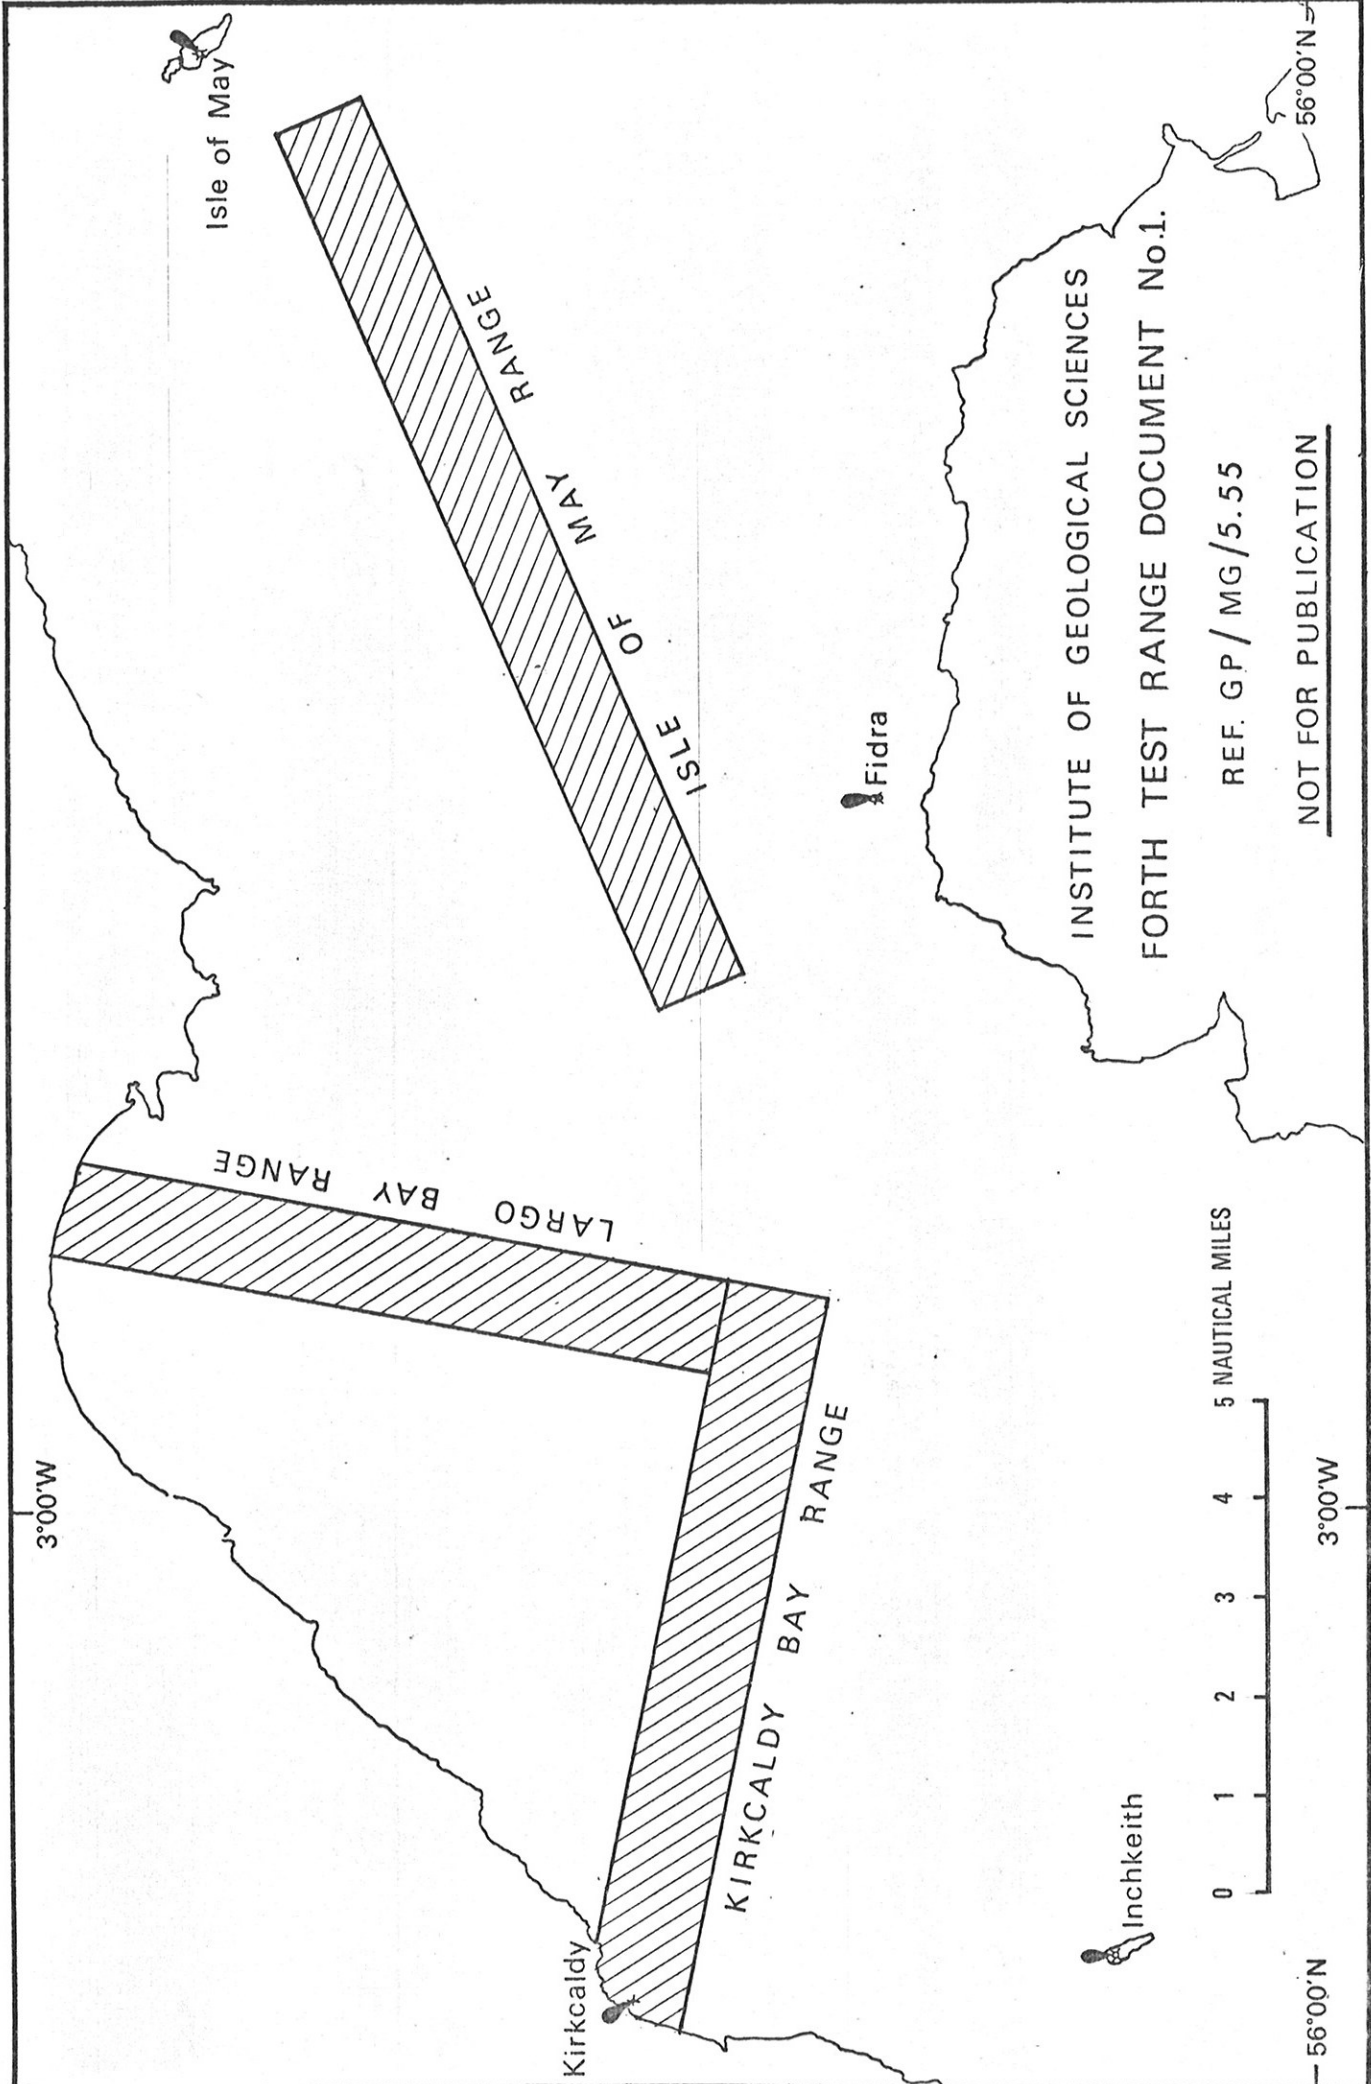 3°00'W
Isle of May
LARGO BAY RANGE
ISLE OF MAY RANGE
Kirkcaldy
KIRKCALDY BAY RANGE
Fidra
Inchkeith
INSTITUTE OF GEOLOGICAL SCIENCES
FORTH TEST RANGE DOCUMENT No.1.
REF. GP/MG/5.55
NOT FOR PUBLICATION
0 1 2 3 4 5 NAUTICAL MILES
56°00'N
3°00'W
56°00'N